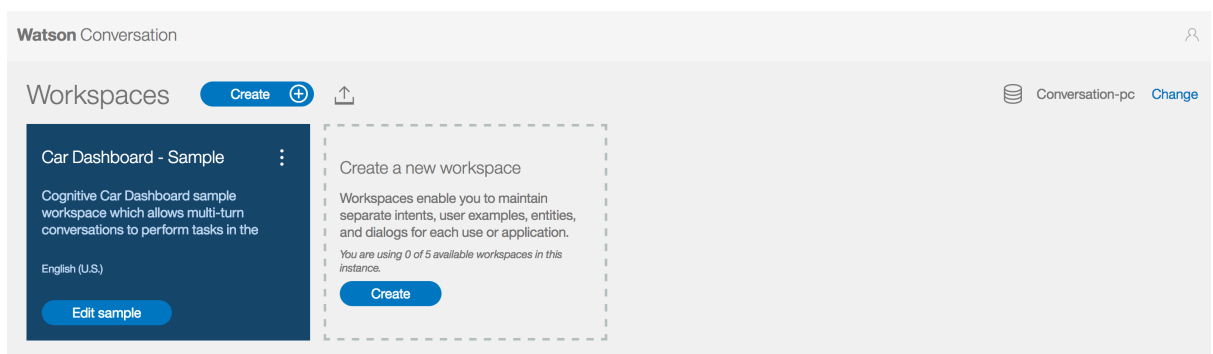 Watson Conversation
Workspaces
Create
Conversation-pc
Change
Car Dashboard - Sample
Cognitive Car Dashboard sample
workspace which allows multi-turn
conversations to perform tasks in the
English (U.S.)
Edit sample
Create a new workspace
Workspaces enable you to maintain
separate intents, user examples, entities,
and dialogs for each use or application.
You are using 0 of 5 available workspaces in this
instance.
Create